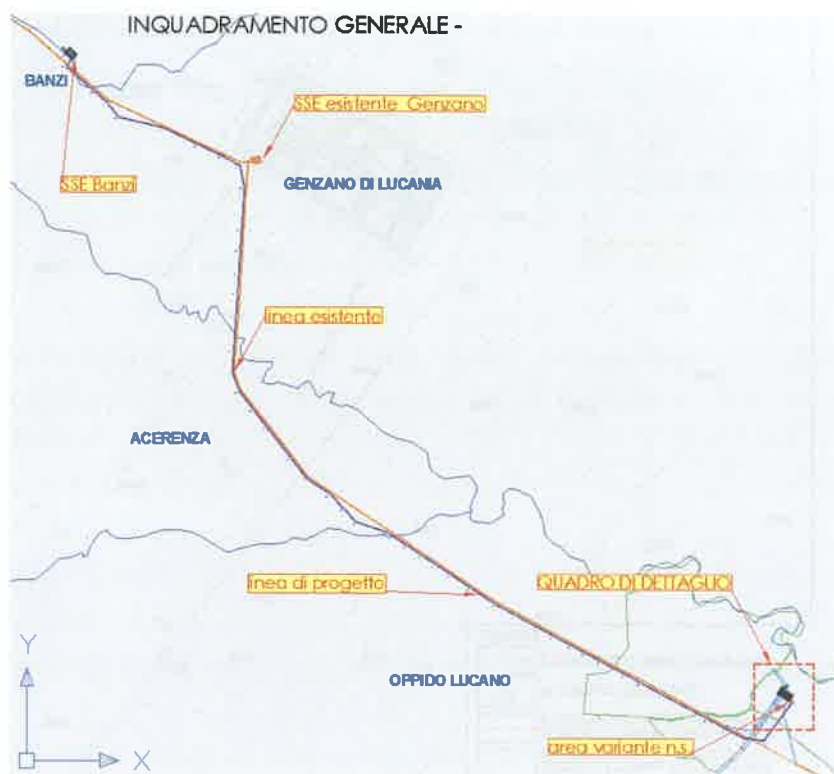 INQUADRAMENTO GENERALE -
BANZI
SSE esistente Genzano
SSE Banzi
GENZANO DI LUCANIA
linea esistente
ACERENZA
linea di progetto
QUADRO DI DETTAGLIO
OPPIDO LUCANO
area variante n.s.
Y
X